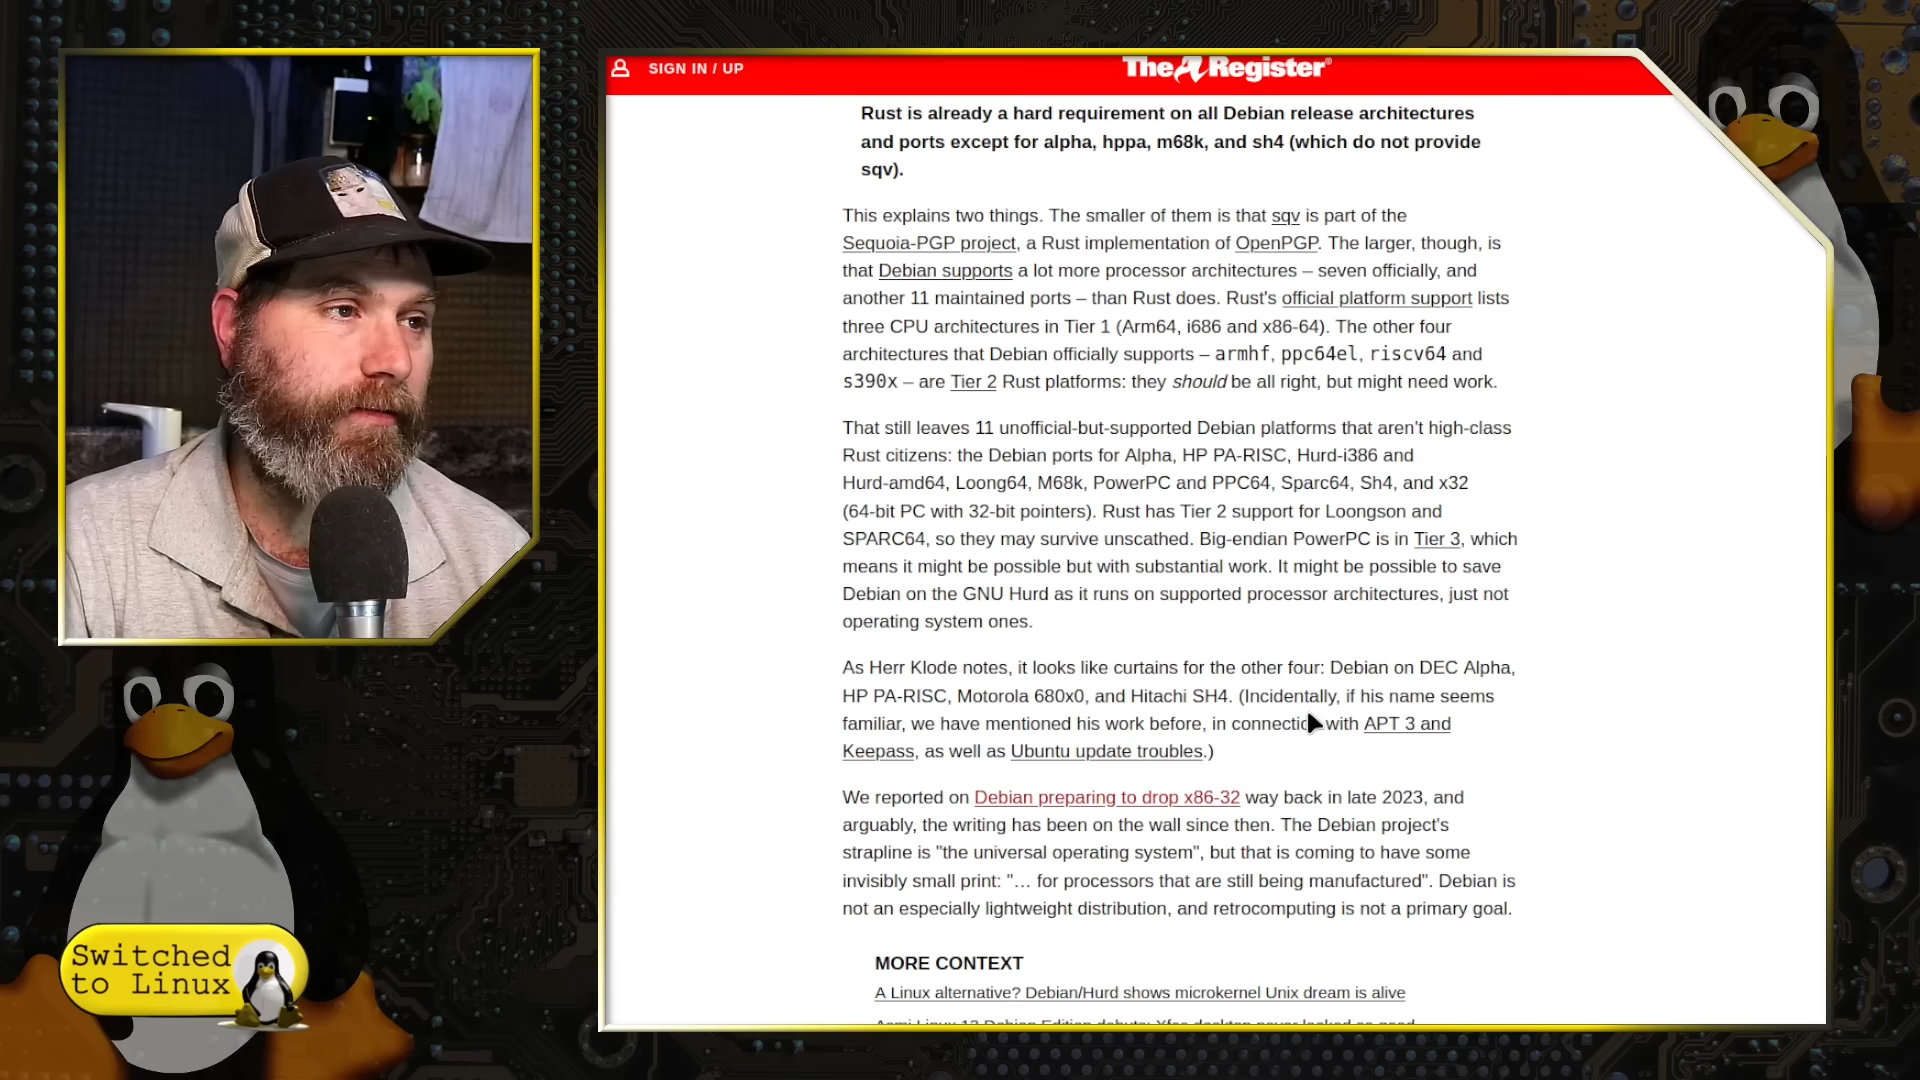 SIGN IN / UP
The Register®
Rust is already a hard requirement on all Debian release architectures
and ports except for alpha, hppa, m68k, and sh4 (which do not provide
sqv).
This explains two things. The smaller of them is that sqv is part of the
Sequoia-PGP project, a Rust implementation of OpenPGP. The larger, though, is
that Debian supports a lot more processor architectures – seven officially, and
another 11 maintained ports – than Rust does. Rust's official platform support lists
three CPU architectures in Tier 1 (Arm64, i686 and x86-64). The other four
architectures that Debian officially supports – armhf, ppc64el, riscv64 and
s390x – are Tier 2 Rust platforms: they should be all right, but might need work.
That still leaves 11 unofficial-but-supported Debian platforms that aren't high-class
Rust citizens: the Debian ports for Alpha, HP PA-RISC, Hurd-i386 and
Hurd-amd64, Loong64, M68k, PowerPC and PPC64, Sparc64, Sh4, and x32
(64-bit PC with 32-bit pointers). Rust has Tier 2 support for Loongson and
SPARC64, so they may survive unscathed. Big-endian PowerPC is in Tier 3, which
means it might be possible but with substantial work. It might be possible to save
Debian on the GNU Hurd as it runs on supported processor architectures, just not
operating system ones.
As Herr Klode notes, it looks like curtains for the other four: Debian on DEC Alpha,
HP PA-RISC, Motorola 680x0, and Hitachi SH4. (Incidentally, if his name seems
familiar, we have mentioned his work before, in connection with APT 3 and
Keepass, as well as Ubuntu update troubles.)
We reported on Debian preparing to drop x86-32 way back in late 2023, and
arguably, the writing has been on the wall since then. The Debian project's
strapline is "the universal operating system", but that is coming to have some
invisibly small print: "… for processors that are still being manufactured". Debian is
not an especially lightweight distribution, and retrocomputing is not a primary goal.
MORE CONTEXT
A Linux alternative? Debian/Hurd shows microkernel Unix dream is alive
Switched
to Linux